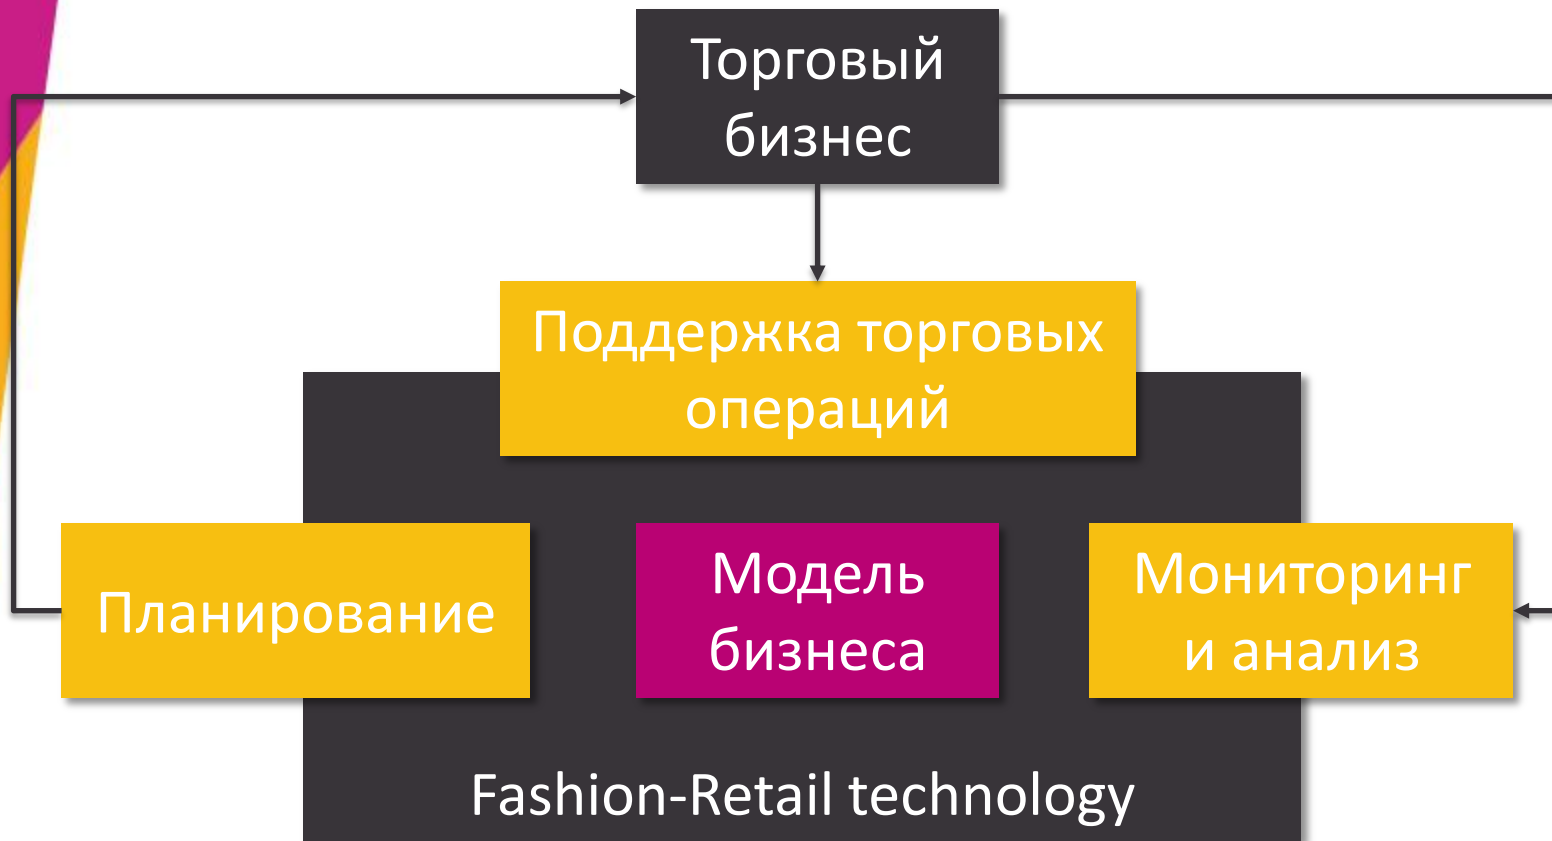 Торговый
бизнес
Поддержка торговых
операций
Планирование
Модель
бизнеса
Мониторинг
и анализ
Fashion-Retail technology